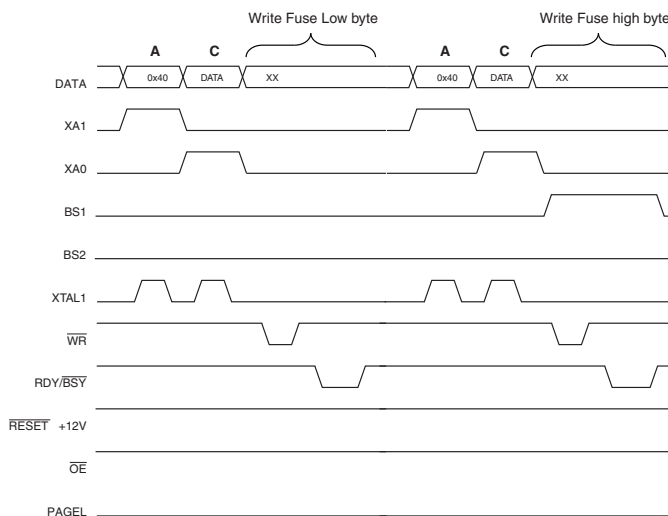 Write Fuse Low byte Write Fuse high byte
A C A C
DATA 0x40 DATA XX 0x40 DATA XX
XA1
XA0
BS1
BS2
XTAL1
WR
RDY/BSY
RESET +12V
OE
PAGEL